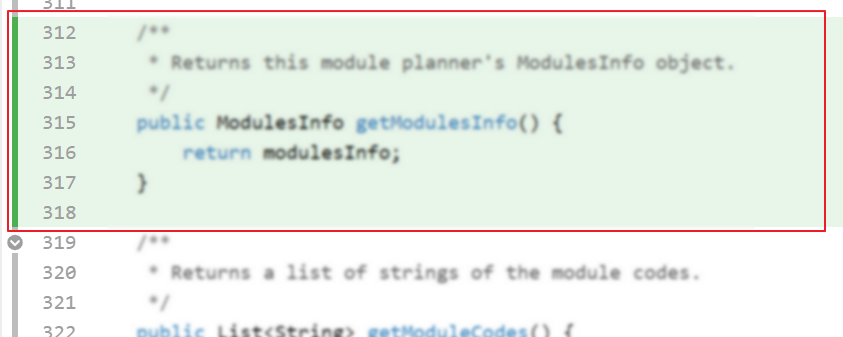 311
312 /**
313 * Returns this module planner's ModulesInfo object.
314 */
315 public ModulesInfo getModulesInfo() {
316 return modulesInfo;
317 }
318
319 /**
320 * Returns a list of strings of the module codes.
321 */
322 public List<String> getModuleCodes() {